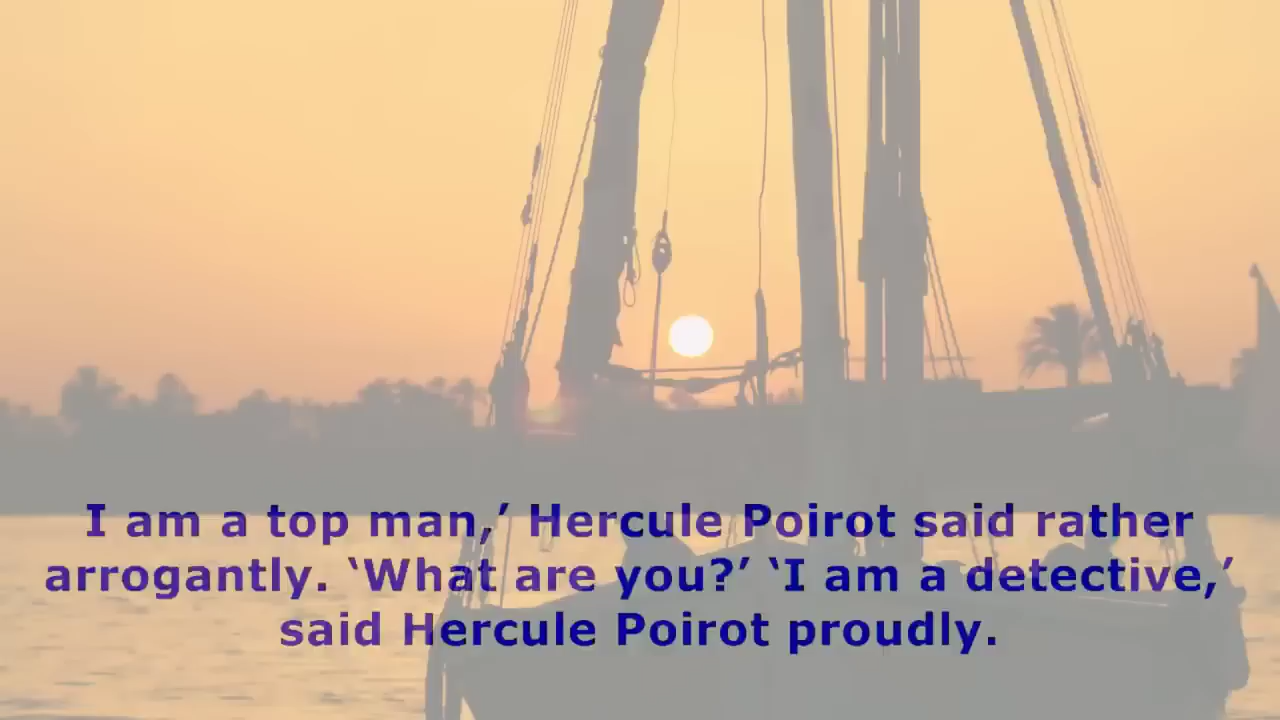 I am a top man,’ Hercule Poirot said rather
arrogantly. ‘What are you?’ ‘I am a detective,’
said Hercule Poirot proudly.